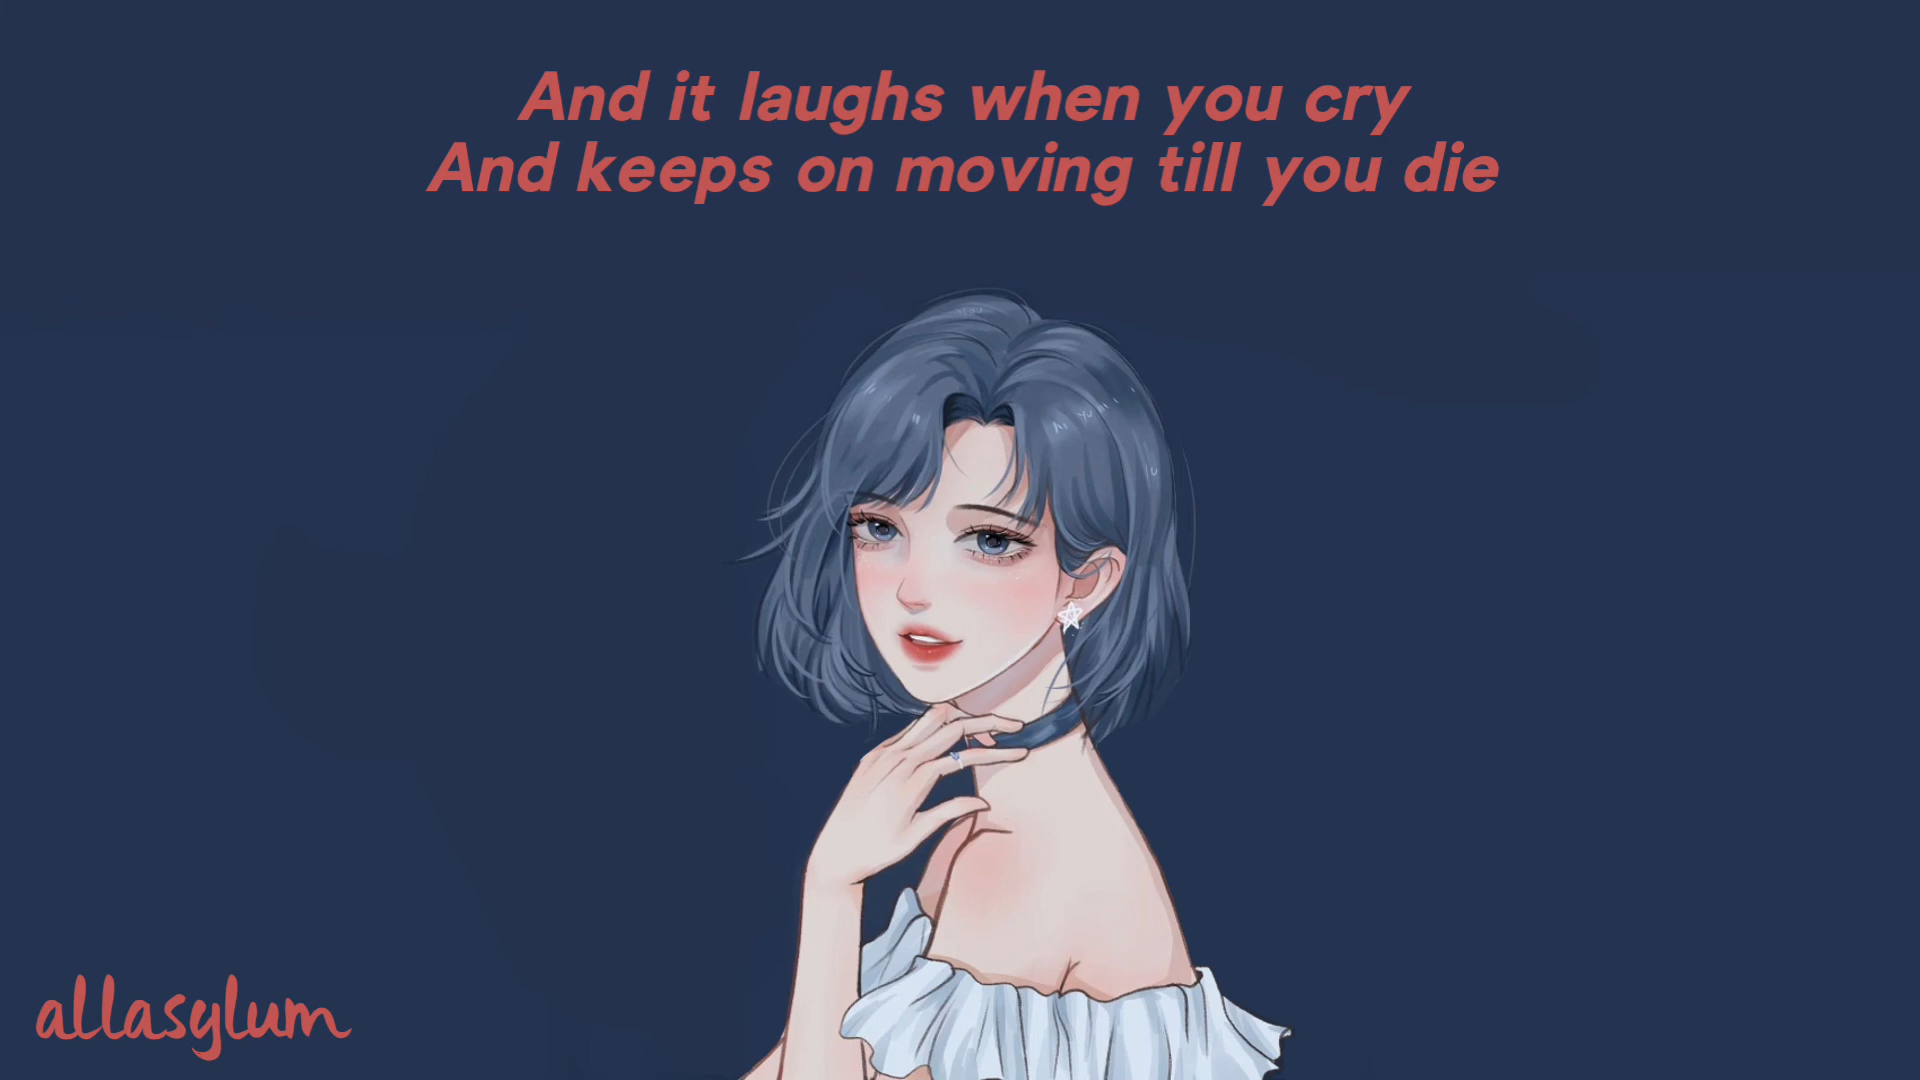 And it laughs when you cry
And keeps on moving till you die
allasylum